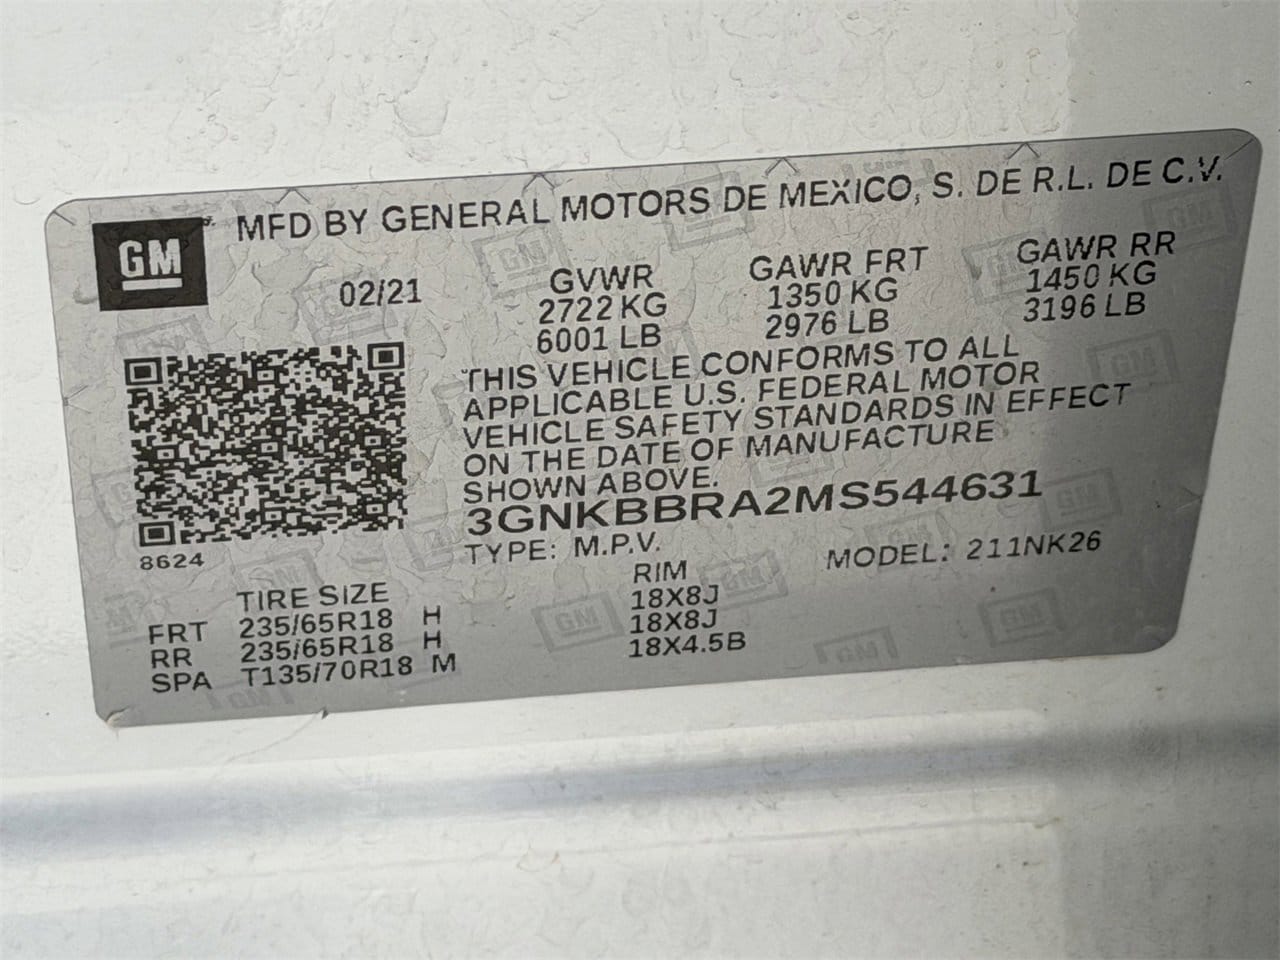 MFD BY GENERAL MOTORS DE MEXICO, S. DE R.L. DE C.V.
GM
02/21
GVWR
2722 KG
6001 LB
GAWR FRT
1350 KG
2976 LB
GAWR RR
1450 KG
3196 LB
THIS VEHICLE CONFORMS TO ALL
APPLICABLE U.S. FEDERAL MOTOR
VEHICLE SAFETY STANDARDS IN EFFECT
ON THE DATE OF MANUFACTURE
SHOWN ABOVE.
3GNKBBRA2MS544631
8624
TYPE: M.P.V. MODEL: 211NK26
TIRE SIZE RIM
FRT 235/65R18 H 18X8J
RR 235/65R18 H 18X8J
SPA T135/70R18 M 18X4.5B